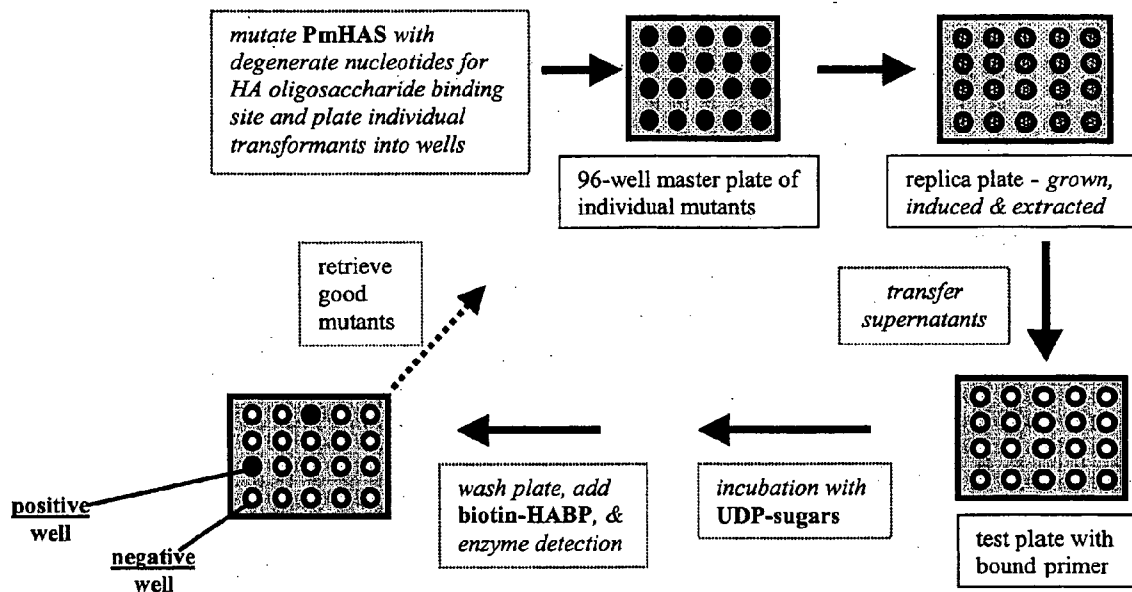 mutate PmHAS with
degenerate nucleotides for
HA oligosaccharide binding
site and plate individual
transformants into wells
96-well master plate of
individual mutants
replica plate - grown,
induced & extracted
transfer
supernatants
test plate with
bound primer
incubation with
UDP-sugars
wash plate, add
biotin-HABP, &
enzyme detection
retrieve
good
mutants
positive
well
negative
well